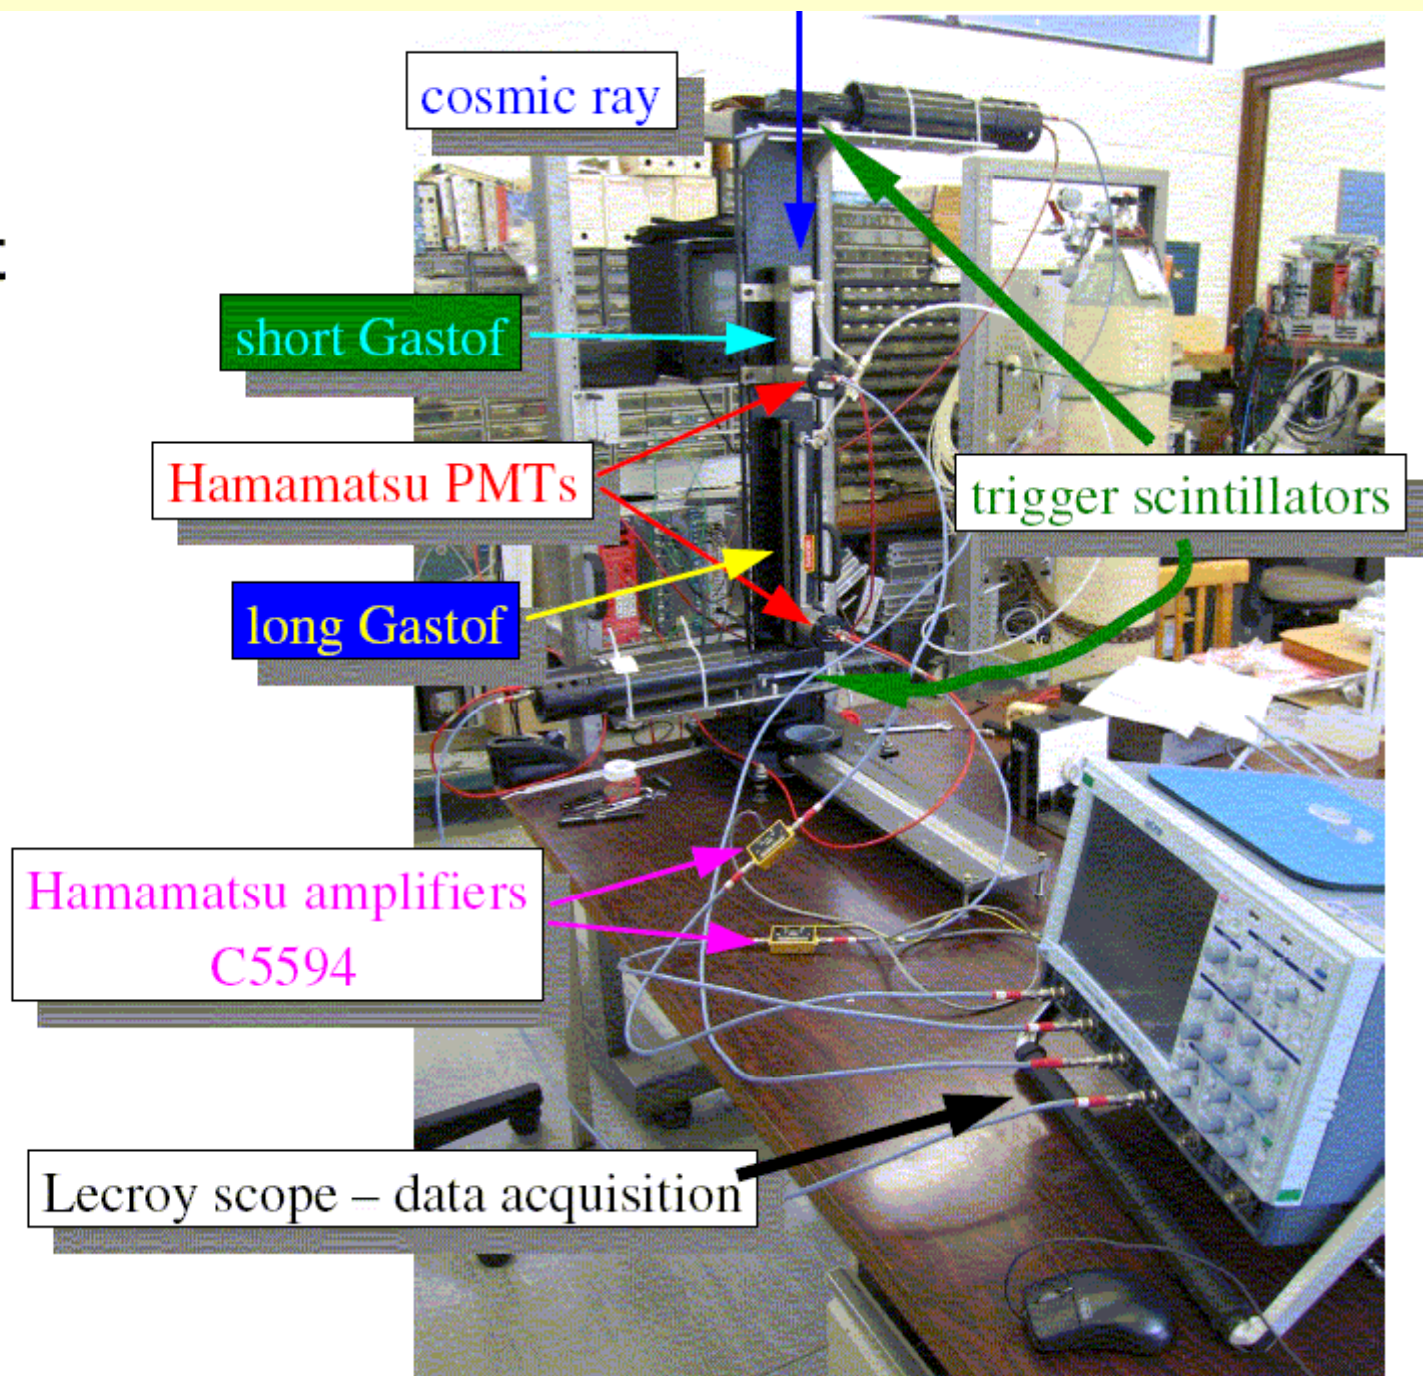 cosmic ray
short Gastof
Hamamatsu PMTs
trigger scintillators
long Gastof
Hamamatsu amplifiers
C5594
Lecroy scope – data acquisition